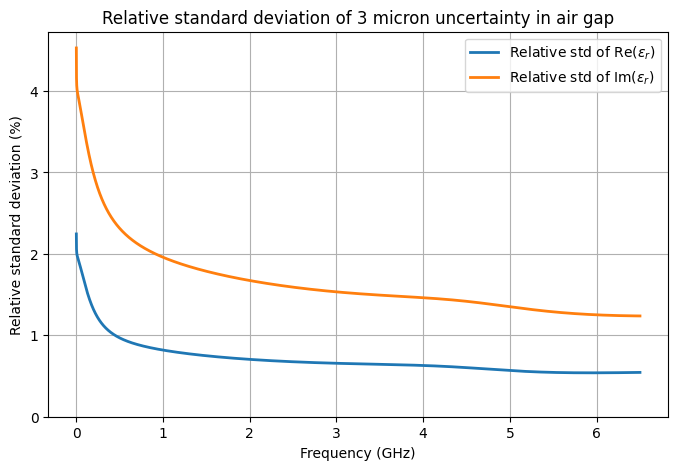 Relative standard deviation of 3 micron uncertainty in air gap
Relative std of Re(εᵣ)
Relative std of Im(εᵣ)
Relative standard deviation (%)
4
3
2
1
0
0 1 2 3 4 5 6
Frequency (GHz)